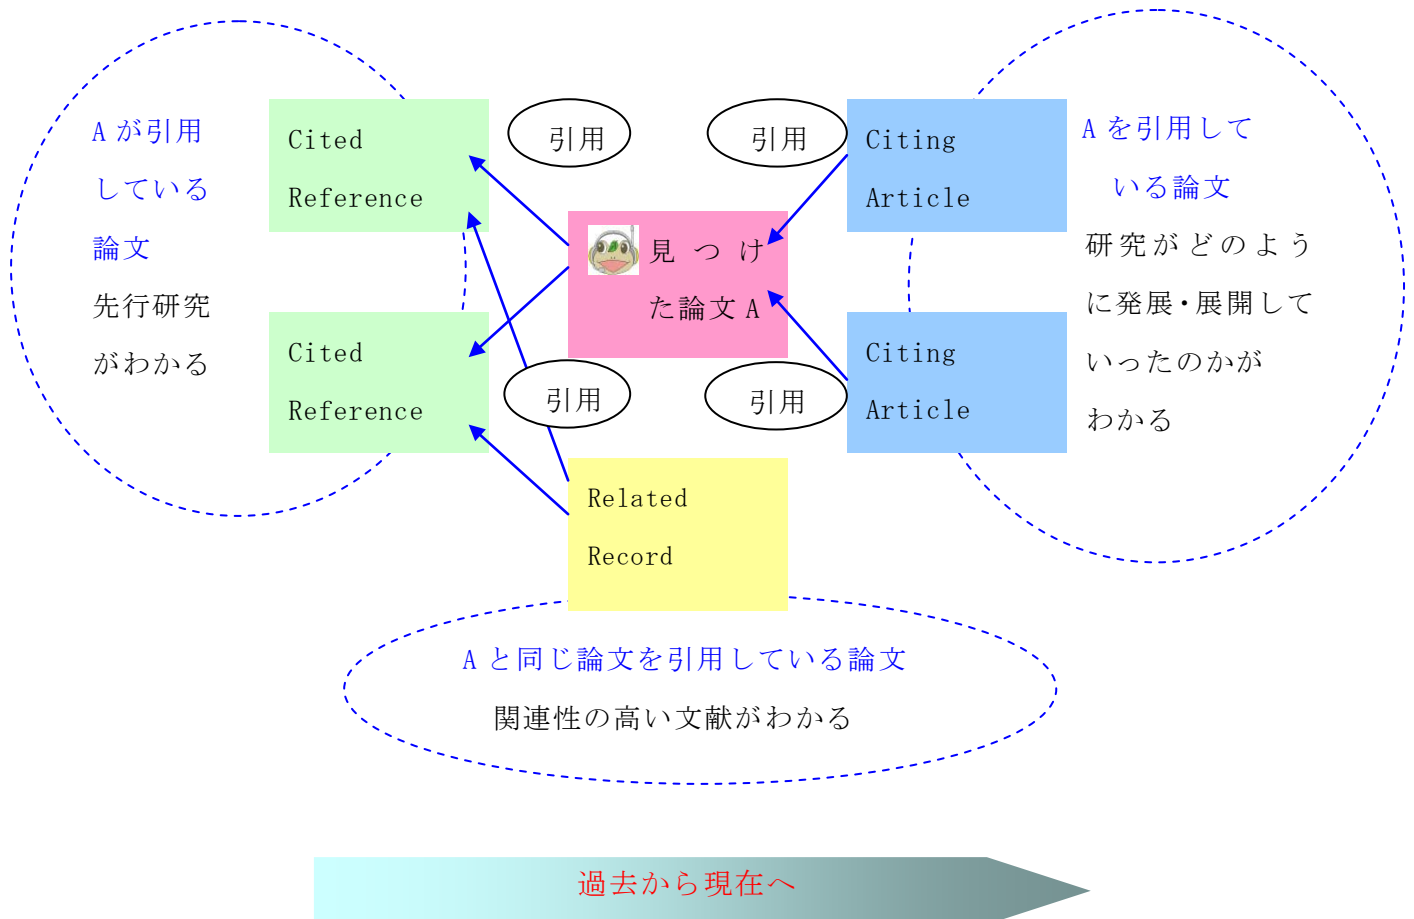 A が引用
している
論文
先行研究
がわかる
Cited
Reference
Cited
Reference
引用
引用
見つけ
た論文 A
引用
引用
Citing
Article
Citing
Article
A を引用して
いる論文
研究がどのよう
に発展・展開して
いったのかが
わかる
Related
Record
A と同じ論文を引用している論文
関連性の高い文献がわかる
過去から現在へ